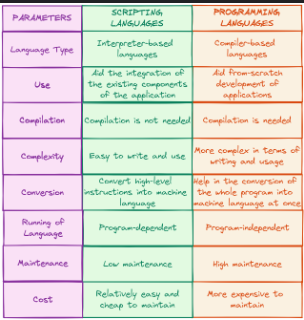 PARAMETERS
SCRIPTING
LANGUAGES
PROGRAMMING
LANGUAGES
Language Type
Interpreter-based
languages
Compiler-based
languages
Use
Aid the integration of
the existing components
of the application
Aid from-scratch
development of
applications
Compilation
Compilation is not needed
Compilation is needed
Complexity
Easy to write and use
More complex in terms of
writing and usage
Conversion
Convert high-level
instructions into machine
language
Help in the conversion of
the whole program into
machine language at once
Running of
Language
Program-dependent
Program-independent
Maintenance
Low maintenance
High maintenance
Cost
Relatively easy and
cheap to maintain
More expensive to
maintain